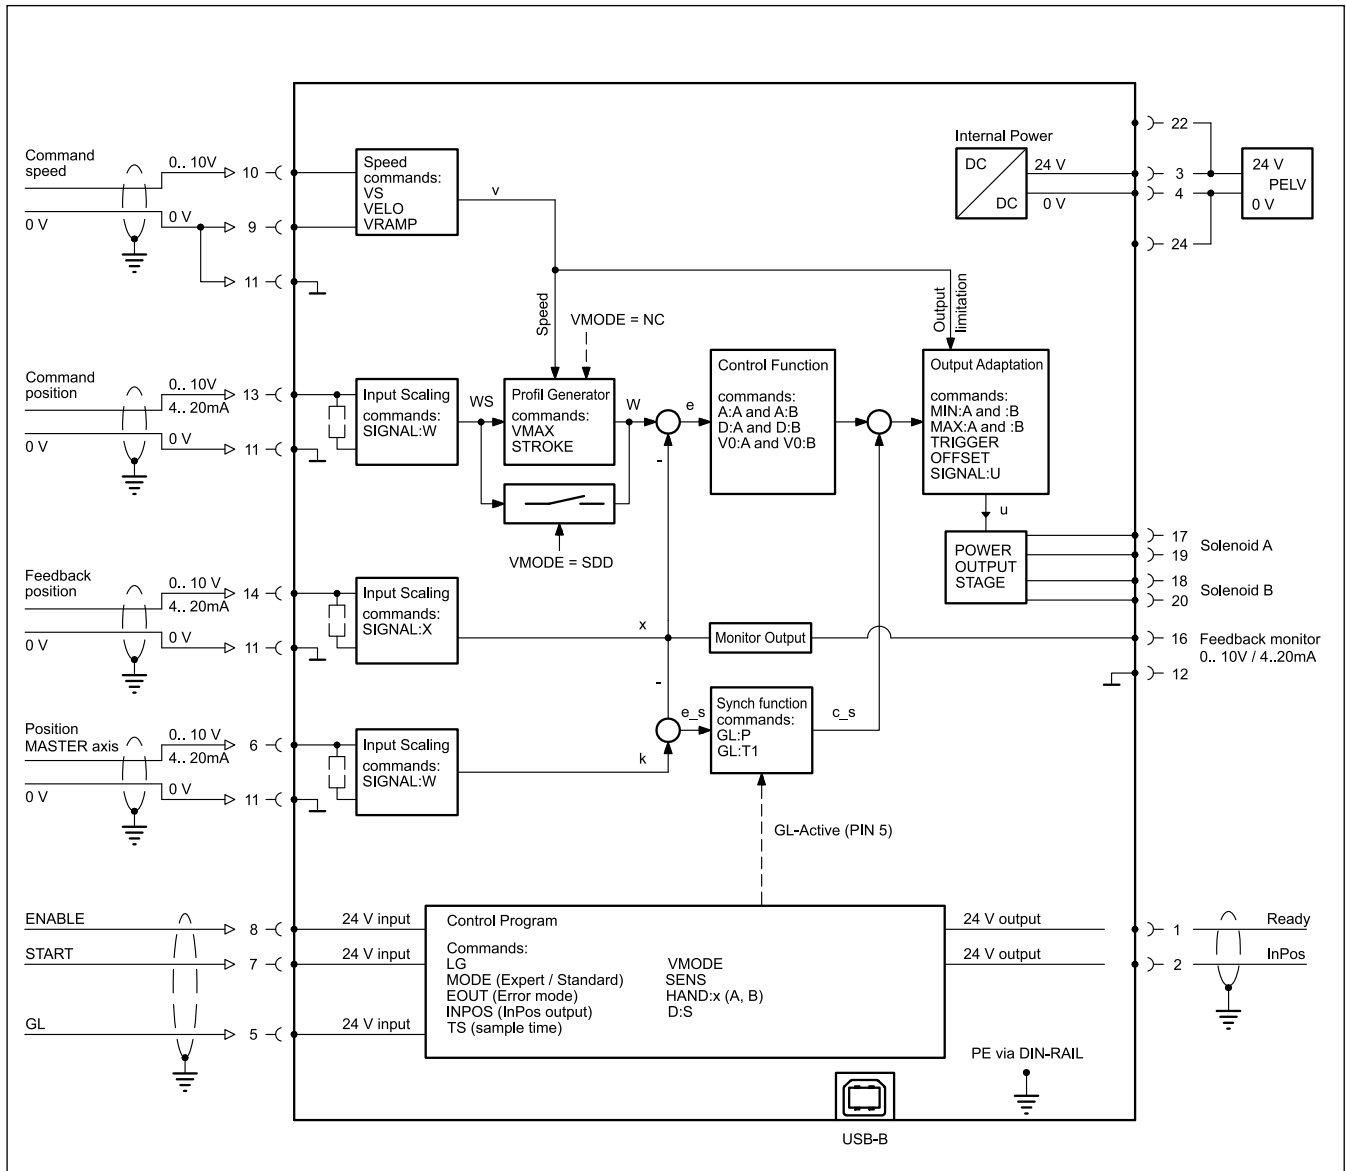 Command
speed
0.. 10V
10
0 V
0 V
9
11
Speed
commands:
VS
VELO
VRAMP
v
Internal Power
DC
DC
24 V
0 V
22
3
4
24
24 V
PELV
0 V
Speed
VMODE = NC
Output
limitation
Command
position
0.. 10V
4.. 20mA
13
0 V
0 V
11
Input Scaling
commands:
SIGNAL:W
WS
Profil Generator
commands:
VMAX
STROKE
W
-
e
VMODE = SDD
Control Function
commands:
A:A and A:B
D:A and D:B
V0:A and V0:B
Output Adaptation
commands:
MIN:A and :B
MAX:A and :B
TRIGGER
OFFSET
SIGNAL:U
u
POWER
OUTPUT
STAGE
17
19
Solenoid A
18
20
Solenoid B
Feedback
position
0.. 10 V
4.. 20mA
14
0 V
0 V
11
Input Scaling
commands:
SIGNAL:X
x
Monitor Output
16
Feedback monitor
0.. 10V / 4..20mA
12
-
Position
MASTER axis
0.. 10 V
4.. 20mA
6
0 V
0 V
11
Input Scaling
commands:
SIGNAL:W
k
e_s
Synch function
commands:
GL:P
GL:T1
c_s
GL-Active (PIN 5)
ENABLE
8
24 V input
START
7
24 V input
GL
5
24 V input
Control Program
Commands:
LG
MODE (Expert / Standard)
EOUT (Error mode)
INPOS (InPos output)
TS (sample time)
VMODE
SENS
HAND:x (A, B)
D:S
24 V output
1
Ready
24 V output
2
InPos
PE via DIN-RAIL
USB-B